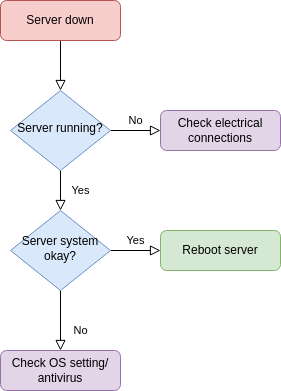 Server down
Server running?
No
Check electrical
connections
Yes
Server system
okay?
Yes
Reboot server
No
Check OS setting/
antivirus